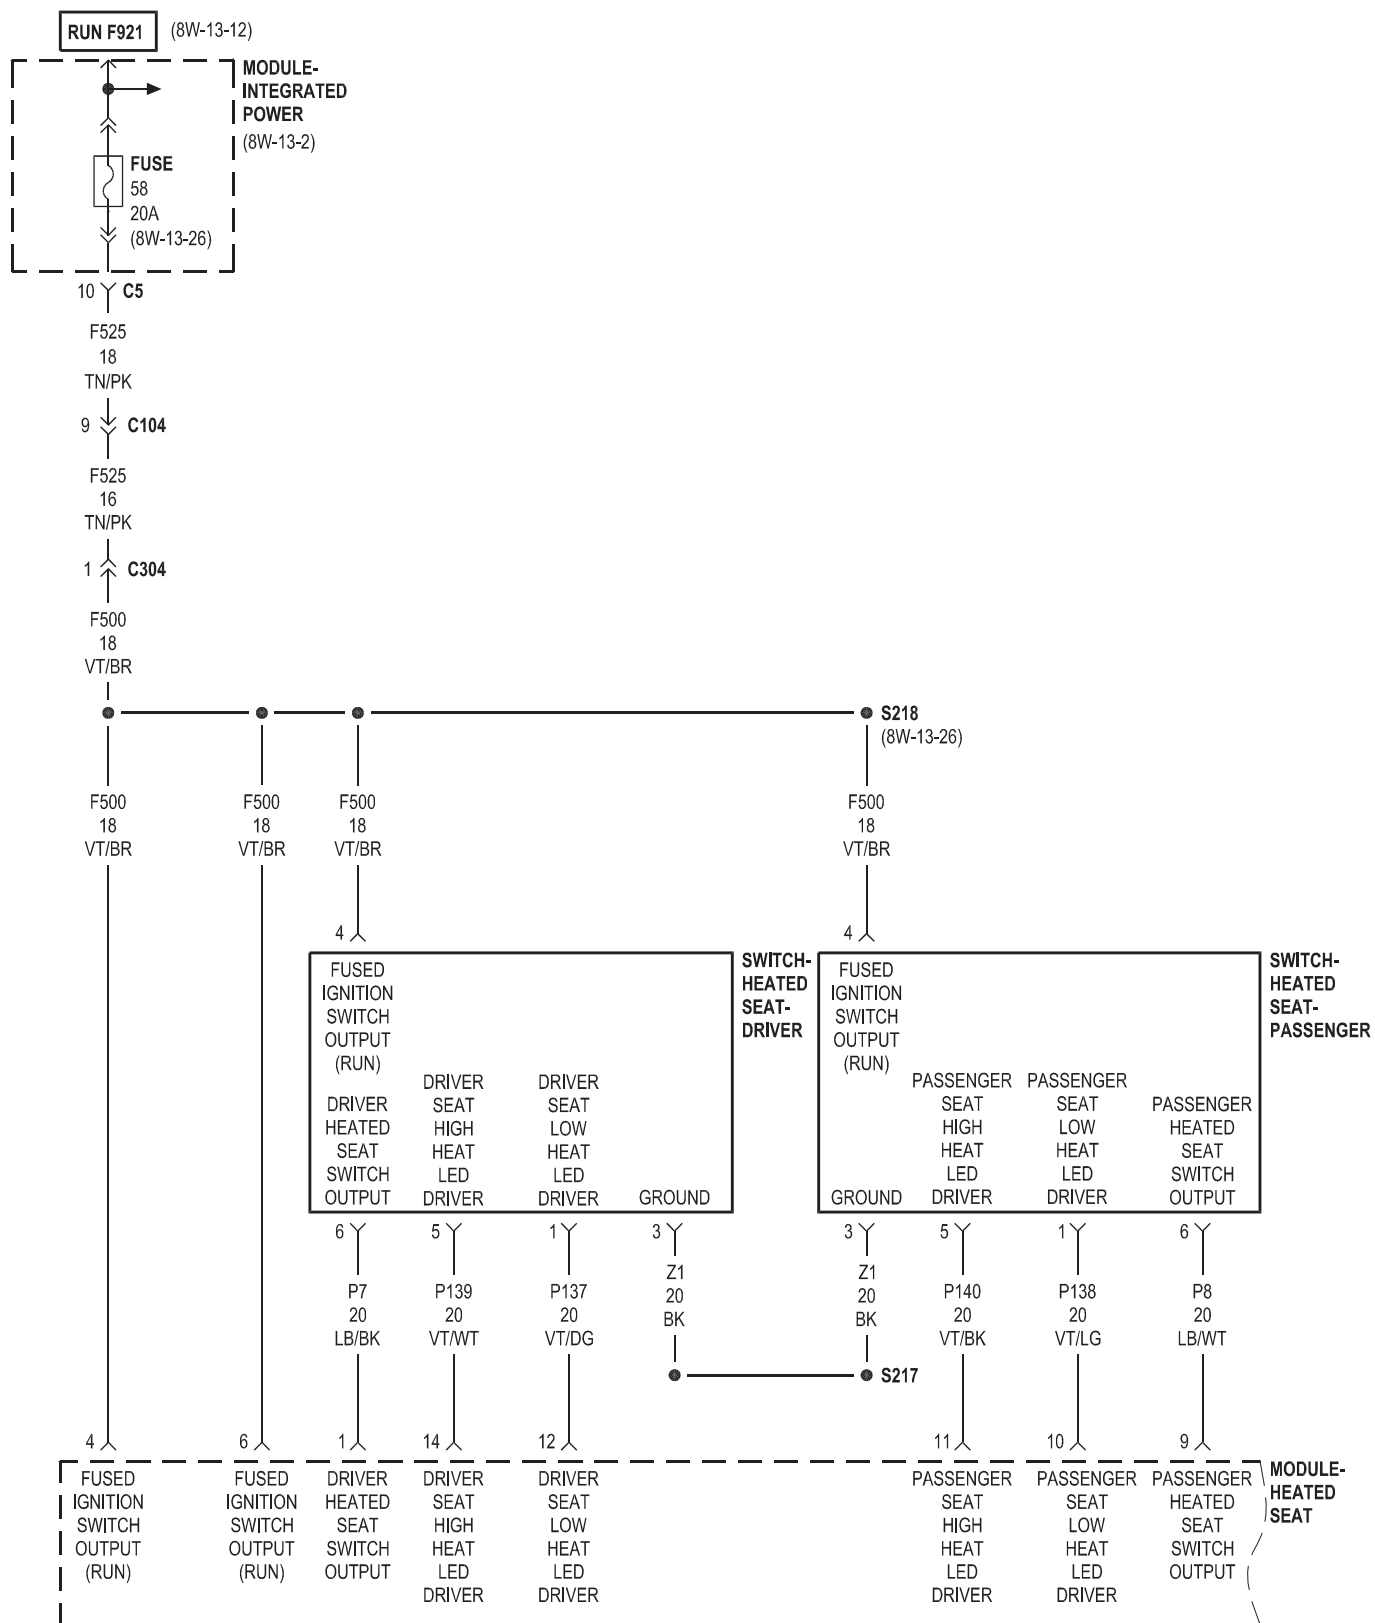 RUN F921 (8W-13-12)
MODULE-
INTEGRATED
POWER
(8W-13-2)
FUSE
58
20A
(8W-13-26)
10 C5
F525
18
TN/PK
9 C104
F525
16
TN/PK
1 C304
F500
18
VT/BR
S218
(8W-13-26)
F500 F500 F500 F500
18 18 18 18
VT/BR VT/BR VT/BR VT/BR
4 4
FUSED
IGNITION
SWITCH
OUTPUT
(RUN)
DRIVER
HEATED
SEAT
SWITCH
OUTPUT
DRIVER
SEAT
HIGH
HEAT
LED
DRIVER
DRIVER
SEAT
LOW
HEAT
LED
DRIVER
GROUND
SWITCH-
HEATED
SEAT-
DRIVER
FUSED
IGNITION
SWITCH
OUTPUT
(RUN)
GROUND
PASSENGER
SEAT
HIGH
HEAT
LED
DRIVER
PASSENGER
SEAT
LOW
HEAT
LED
DRIVER
PASSENGER
HEATED
SEAT
SWITCH
OUTPUT
SWITCH-
HEATED
SEAT-
PASSENGER
6 5 1 3 3 5 1 6
P7
20
LB/BK
P139
20
VT/WT
P137
20
VT/DG
Z1
20
BK
Z1
20
BK
P140
20
VT/BK
P138
20
VT/LG
P8
20
LB/WT
S217
4 6 1 14 12 11 10 9
FUSED
IGNITION
SWITCH
OUTPUT
(RUN)
FUSED
IGNITION
SWITCH
OUTPUT
(RUN)
DRIVER
HEATED
SEAT
SWITCH
OUTPUT
DRIVER
SEAT
HIGH
HEAT
LED
DRIVER
DRIVER
SEAT
LOW
HEAT
LED
DRIVER
PASSENGER
SEAT
HIGH
HEAT
LED
DRIVER
PASSENGER
SEAT
LOW
HEAT
LED
DRIVER
PASSENGER
HEATED
SEAT
SWITCH
OUTPUT
MODULE-
HEATED
SEAT